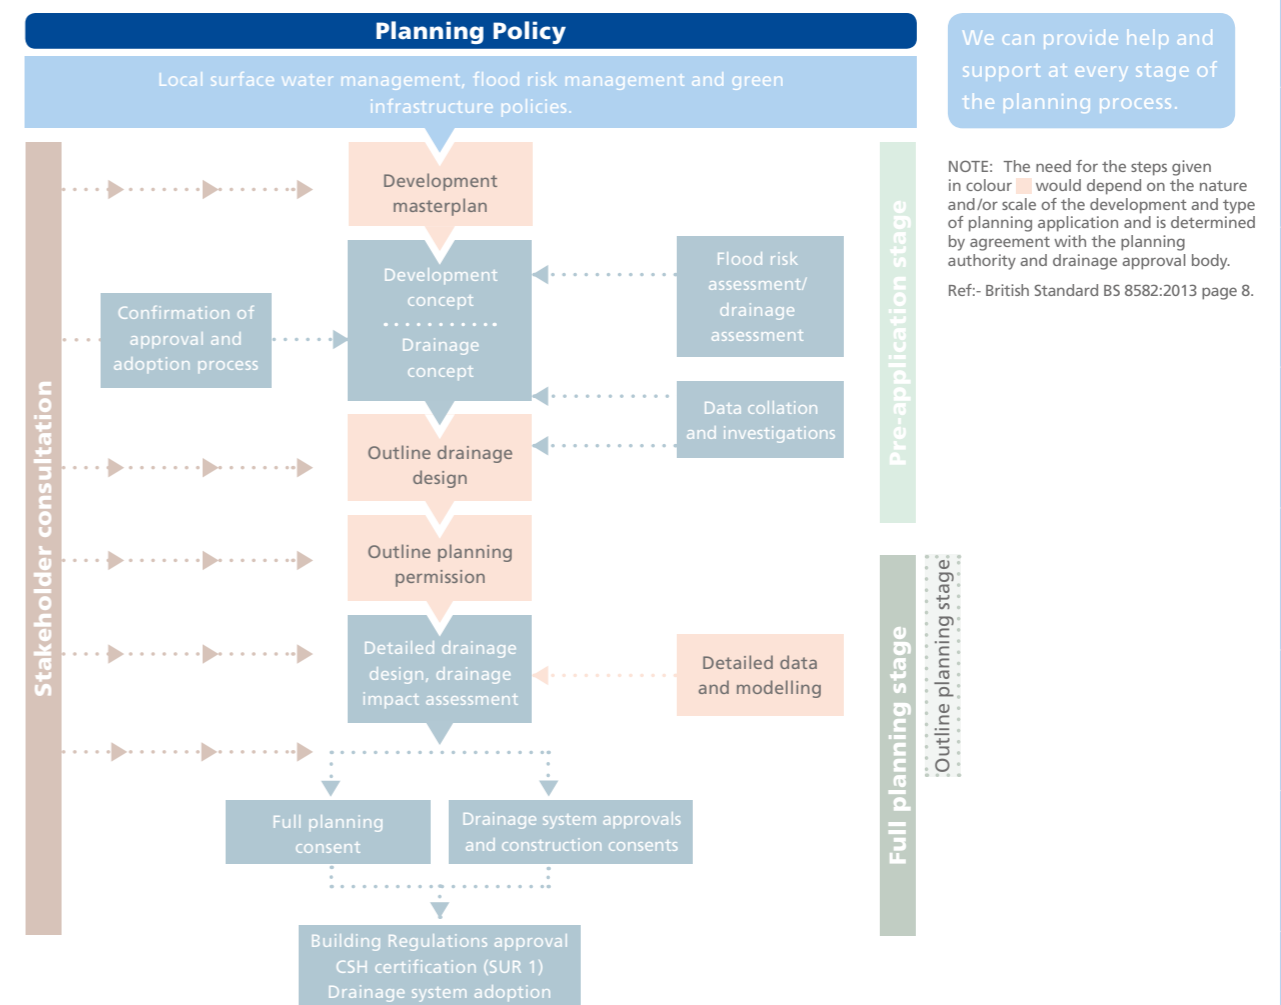 Planning Policy
Local surface water management, flood risk management and green
infrastructure policies.
We can provide help and
support at every stage of
the planning process.
NOTE: The need for the steps given
in colour would depend on the nature
and/or scale of the development and type
of planning application and is determined
by agreement with the planning
authority and drainage approval body.
Ref:- British Standard BS 8582:2013 page 8.
Stakeholder consultation
Development
masterplan
Development
concept
Drainage
concept
Flood risk
assessment/
drainage
assessment
Confirmation of
approval and
adoption process
Data collation
and investigations
Pre-application stage
Outline drainage
design
Outline planning
permission
Detailed drainage
design, drainage
impact assessment
Detailed data
and modelling
Full planning stage
Outline planning stage
Full planning
consent
Drainage system approvals
and construction consents
Building Regulations approval
CSH certification (SUR 1)
Drainage system adoption